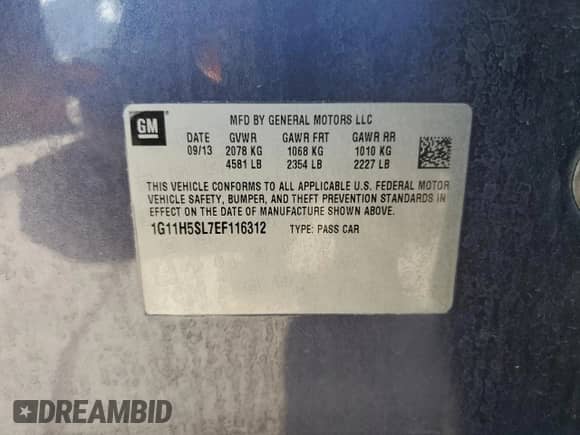 GM
MFD BY GENERAL MOTORS LLC
DATE GVWR GAWR FRT GAWR RR
09/13 2078 KG 1068 KG 1010 KG
4581 LB 2354 LB 2227 LB
THIS VEHICLE CONFORMS TO ALL APPLICABLE U.S. FEDERAL MOTOR
VEHICLE SAFETY, BUMPER, AND THEFT PREVENTION STANDARDS IN
EFFECT ON THE DATE OF MANUFACTURE SHOWN ABOVE.
1G11H5SL7EF116312 TYPE: PASS CAR
DREAMBID